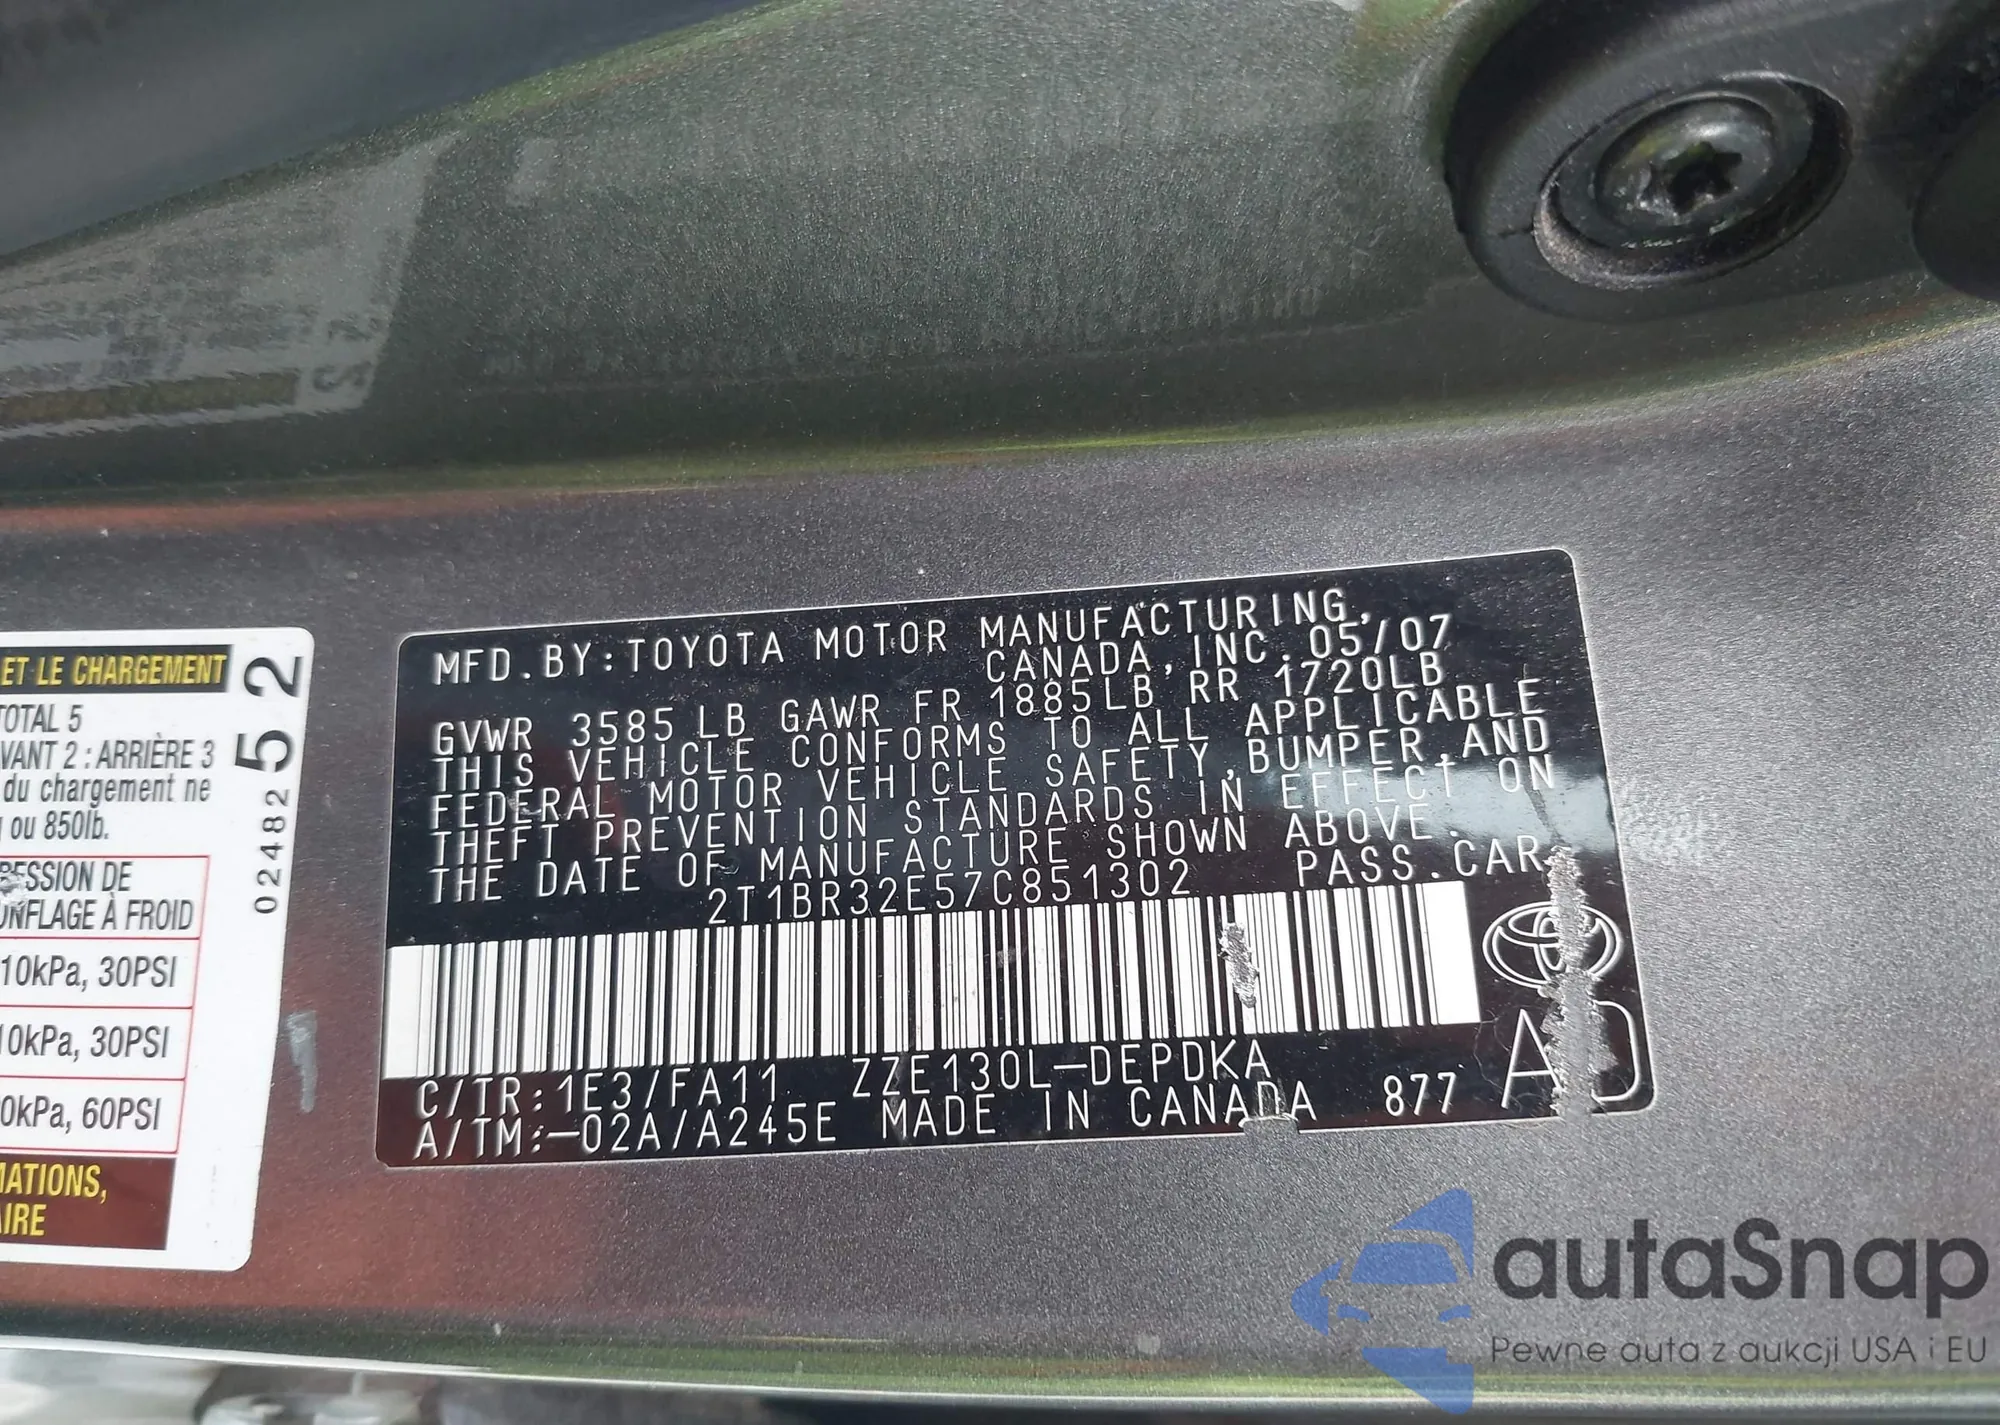 ET LE CHARGEMENT
TOTAL 5
VANT 2 : ARRIÈRE 3
du chargement ne
ou 850lb.
ESSION DE
NFLAGE À FROID
10kPa, 30PSI
10kPa, 30PSI
0kPa, 60PSI
MATIONS,
AIRE
02482 52
MFD. BY: TOYOTA MOTOR MANUFACTURING,
CANADA, INC. 05/07
GVWR 3585 LB GAWR FR 1885LB RR 1720LB
THIS VEHICLE CONFORMS TO ALL APPLICABLE
FEDERAL MOTOR VEHICLE SAFETY, BUMPER, AND
THEFT PREVENTION STANDARDS IN EFFECT ON
THE DATE OF MANUFACTURE SHOWN ABOVE.
2T1BR32E57C851302 PASS. CAR
C/TR: 1E3/FA11 ZZE130L-DEPDKA
A/TM:-02A/A245E MADE IN CANADA 877
autaSnap
Pewne auta z aukcji USA i EU